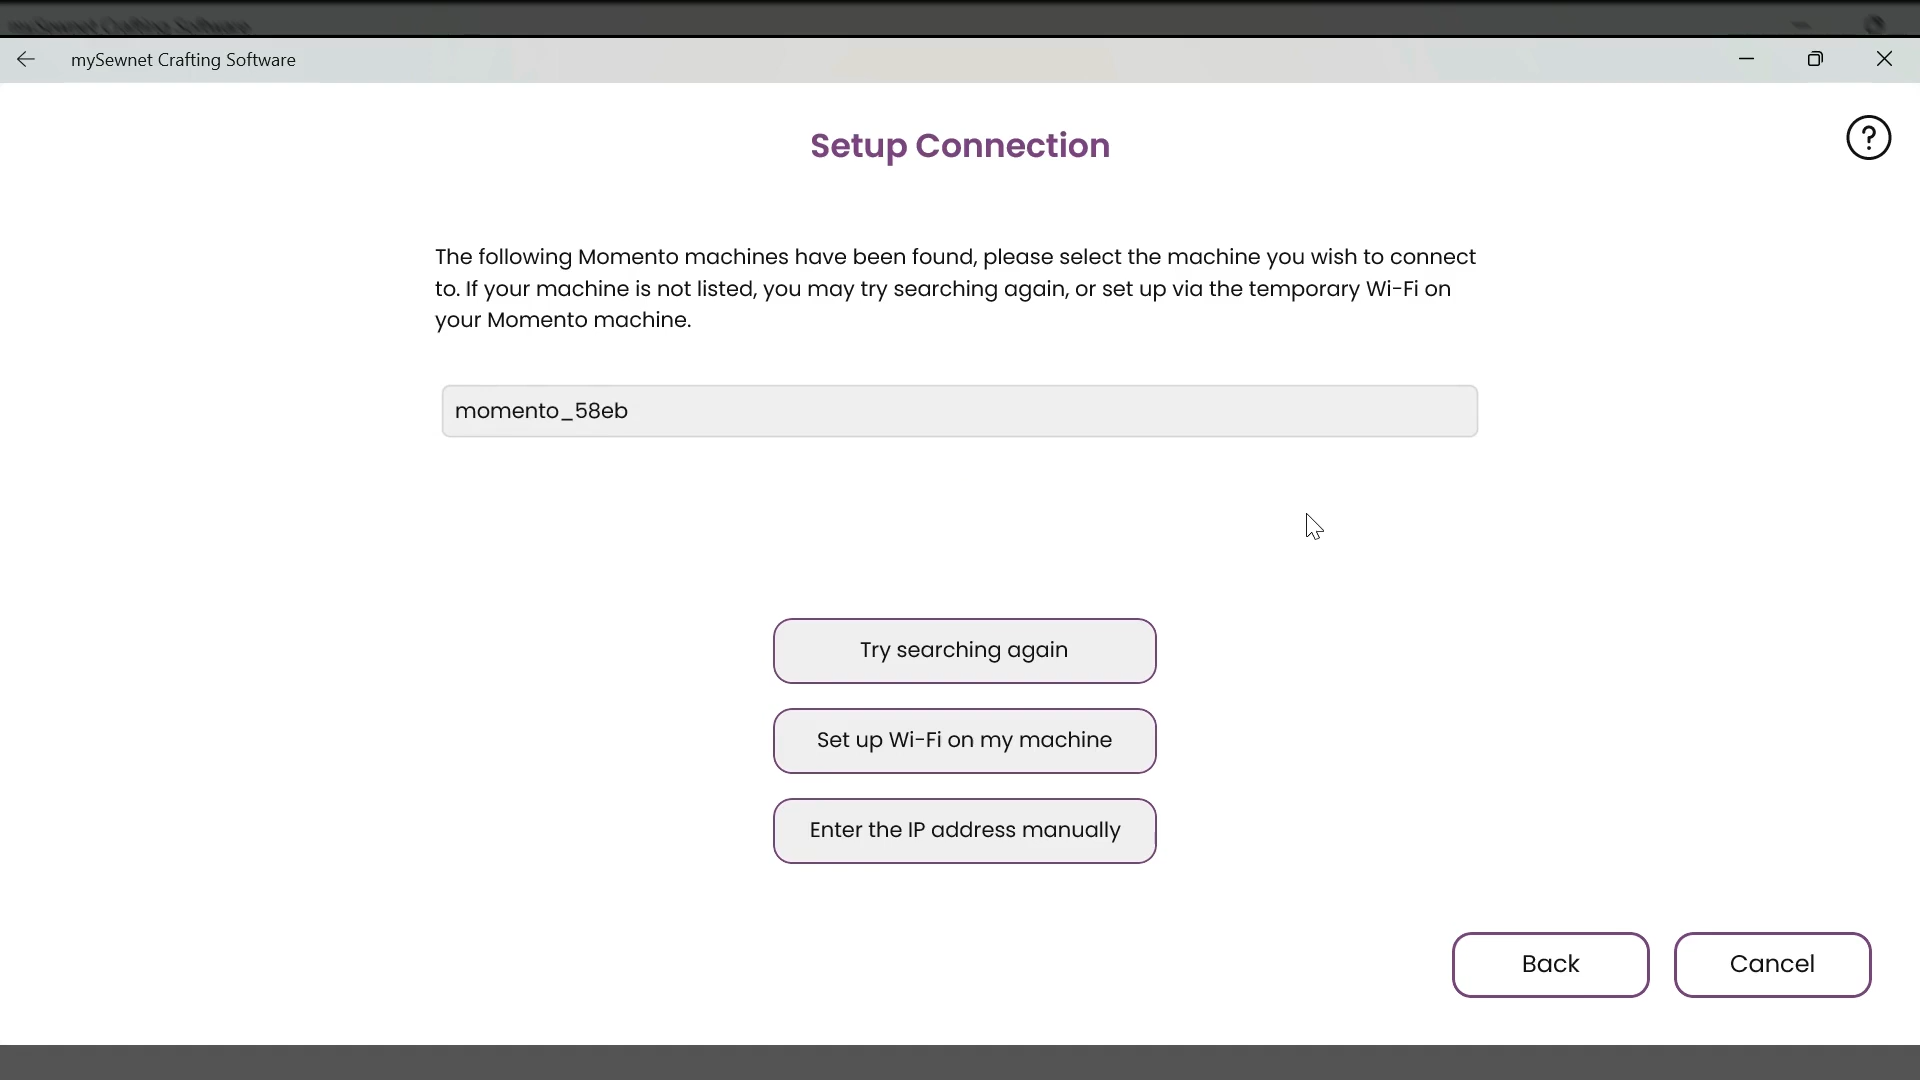 mySewnet Crafting Software
mySewnet Crafting Software
Setup Connection
?
The following Momento machines have been found, please select the machine you wish to connect
to. If your machine is not listed, you may try searching again, or set up via the temporary Wi-Fi on
your Momento machine.
momento_58eb
Try searching again
Set up Wi-Fi on my machine
Enter the IP address manually
Back
Cancel